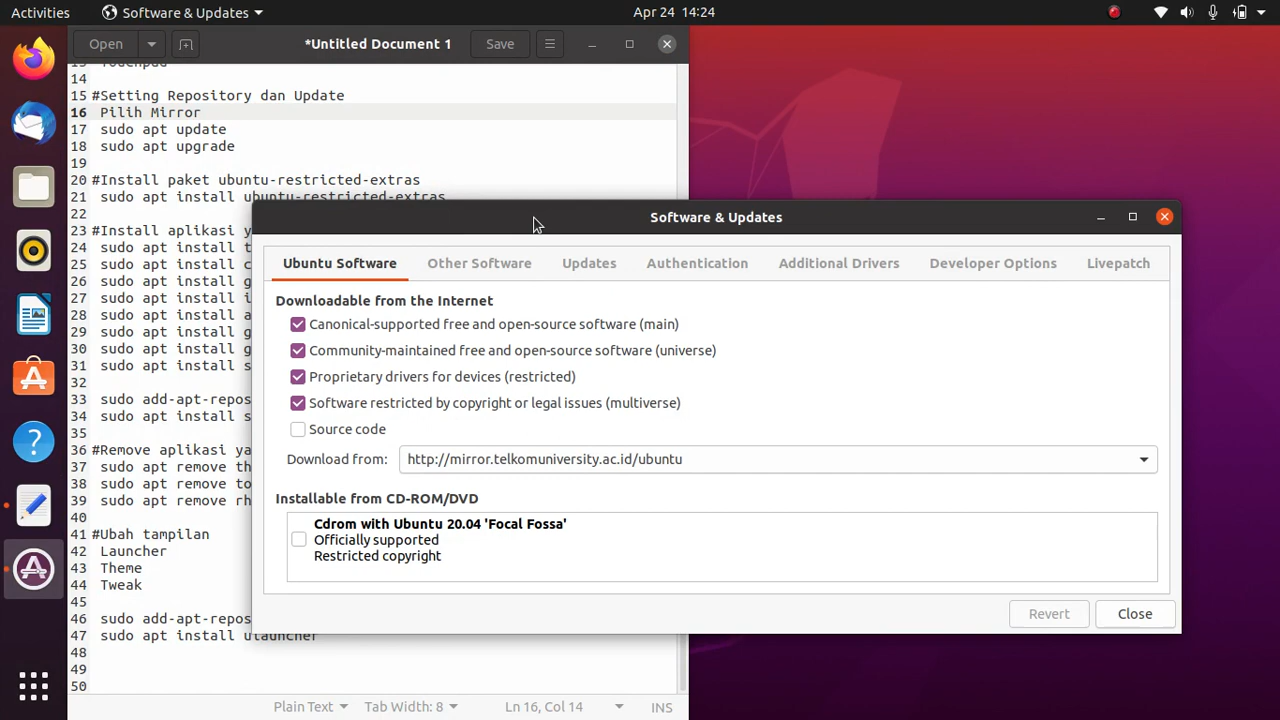 Activities
Software & Updates
Apr 24 14:24
Open
*Untitled Document 1
Save
14
15 #Setting Repository dan Update
16 Pilih Mirror
17 sudo apt update
18 sudo apt upgrade
19
20 #Install paket ubuntu-restricted-extras
21 sudo apt install ubuntu-restricted-extras
22
23 #Install aplikasi y
24 sudo apt install t
25 sudo apt install c
26 sudo apt install g
27 sudo apt install i
28 sudo apt install a
29 sudo apt install g
30 sudo apt install g
31 sudo apt install s
32
33 sudo add-apt-repos
34 sudo apt install s
35
36 #Remove aplikasi ya
37 sudo apt remove th
38 sudo apt remove to
39 sudo apt remove rh
40
41 #Ubah tampilan
42 Launcher
43 Theme
44 Tweak
45
46 sudo add-apt-repos
47 sudo apt install ulauncher
48
49
50
Plain Text
Tab Width: 8
Ln 16, Col 14
INS
Software & Updates
Ubuntu Software
Other Software
Updates
Authentication
Additional Drivers
Developer Options
Livepatch
Downloadable from the Internet
Canonical-supported free and open-source software (main)
Community-maintained free and open-source software (universe)
Proprietary drivers for devices (restricted)
Software restricted by copyright or legal issues (multiverse)
Source code
Download from: http://mirror.telkomuniversity.ac.id/ubuntu
Installable from CD-ROM/DVD
Cdrom with Ubuntu 20.04 'Focal Fossa'
Officially supported
Restricted copyright
Revert
Close